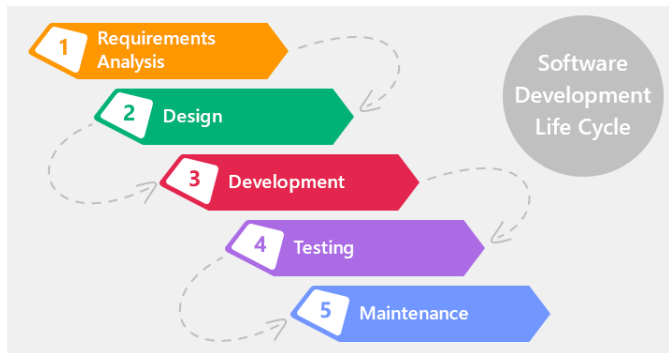 1
Requirements
Analysis
2
Design
3
Development
4
Testing
5
Maintenance
Software
Development
Life Cycle